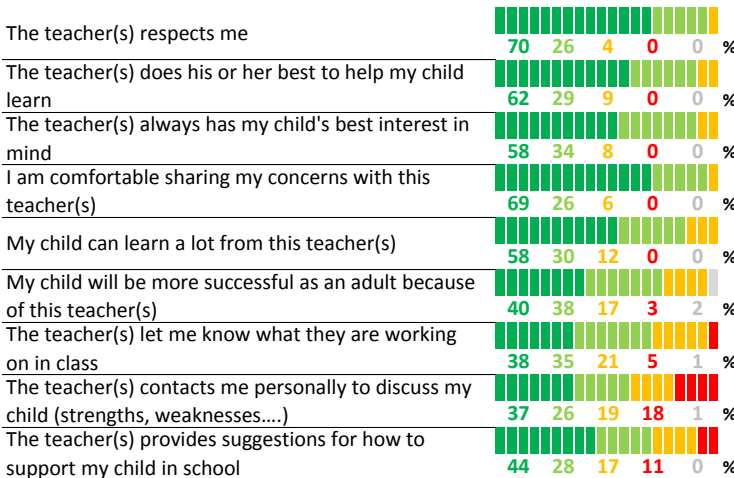 The teacher(s) respects me
70 26 4 0 0 %
The teacher(s) does his or her best to help my child
learn
62 29 9 0 0 %
The teacher(s) always has my child's best interest in
mind
58 34 8 0 0 %
I am comfortable sharing my concerns with this
teacher(s)
69 26 6 0 0 %
My child can learn a lot from this teacher(s)
58 30 12 0 0 %
My child will be more successful as an adult because
of this teacher(s)
40 38 17 3 2 %
The teacher(s) let me know what they are working
on in class
38 35 21 5 1 %
The teacher(s) contacts me personally to discuss my
child (strengths, weaknesses….)
37 26 19 18 1 %
The teacher(s) provides suggestions for how to
support my child in school
44 28 17 11 0 %